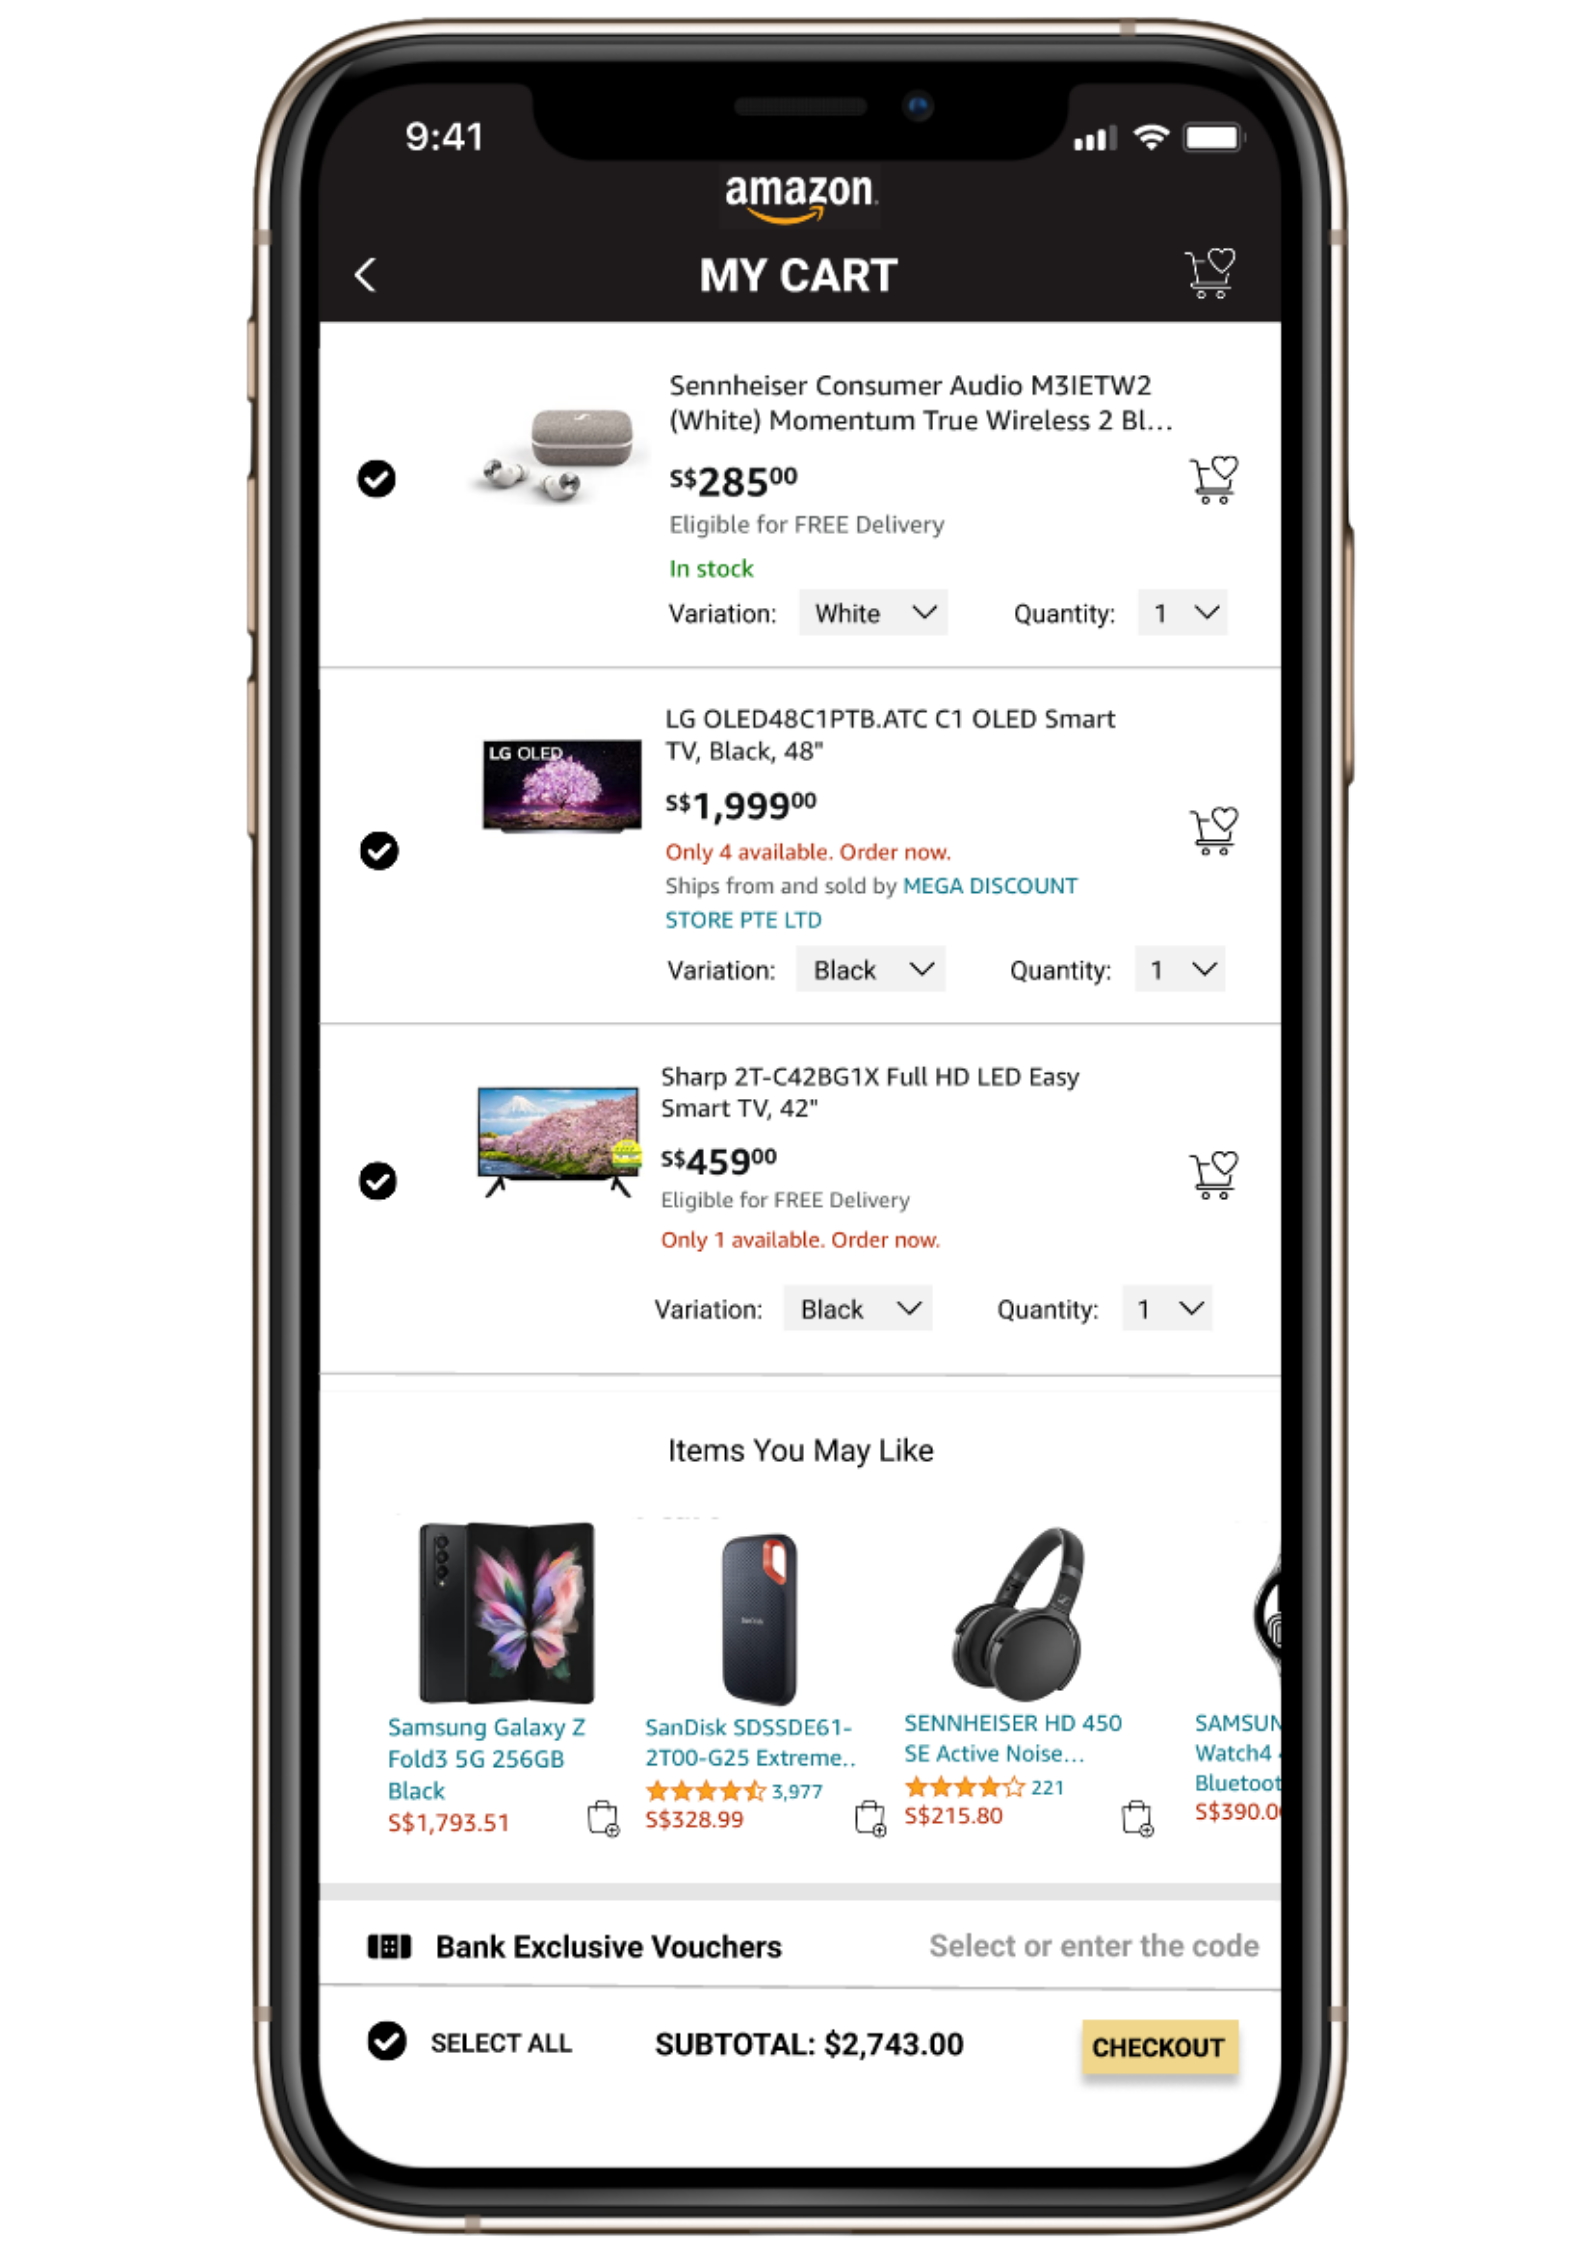 9:41
amazon
MY CART
Sennheiser Consumer Audio M3IETW2
(White) Momentum True Wireless 2 Bl...
S$28500
Eligible for FREE Delivery
In stock
Variation: White Quantity: 1
LG OLED
LG OLED48C1PTB.ATC C1 OLED Smart
TV, Black, 48"
S$1,99900
Only 4 available. Order now.
Ships from and sold by MEGA DISCOUNT
STORE PTE LTD
Variation: Black Quantity: 1
Sharp 2T-C42BG1X Full HD LED Easy
Smart TV, 42"
S$45900
Eligible for FREE Delivery
Only 1 available. Order now.
Variation: Black Quantity: 1
Items You May Like
SanDisk
Samsung Galaxy Z
Fold3 5G 256GB
Black
S$1,793.51
SanDisk SDSSDE61-
2T00-G25 Extreme..
3,977
S$328.99
SENNHEISER HD 450
SE Active Noise...
221
S$215.80
SAMSUN
Watch4
Bluetoot
S$390.0
Bank Exclusive Vouchers Select or enter the code
SELECT ALL SUBTOTAL: $2,743.00 CHECKOUT